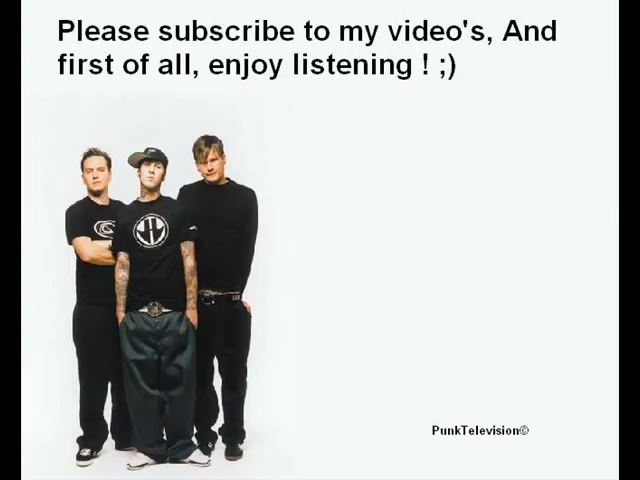 Please subscribe to my video's, And
first of all, enjoy listening ! ;)
PunkTelevision©